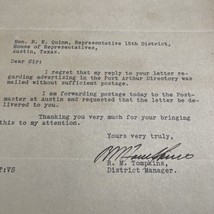 Hon. R. E. Quinn, Representative 15th District,
House of Representatives,
Austin, Texas.
Dear Sir:
I regret that my reply to your letter re-
garding advertising in the Port Arthur Directory was
mailed without sufficient postage.
I am forwarding postage today to the Post-
master at Austin and requested that the letter be de-
livered to you.
Thanking you very much for your bringing
this to my attention.
Yours very truly,
R M Tompkins
R. M. Tompkins,
District Manager.
T:VS